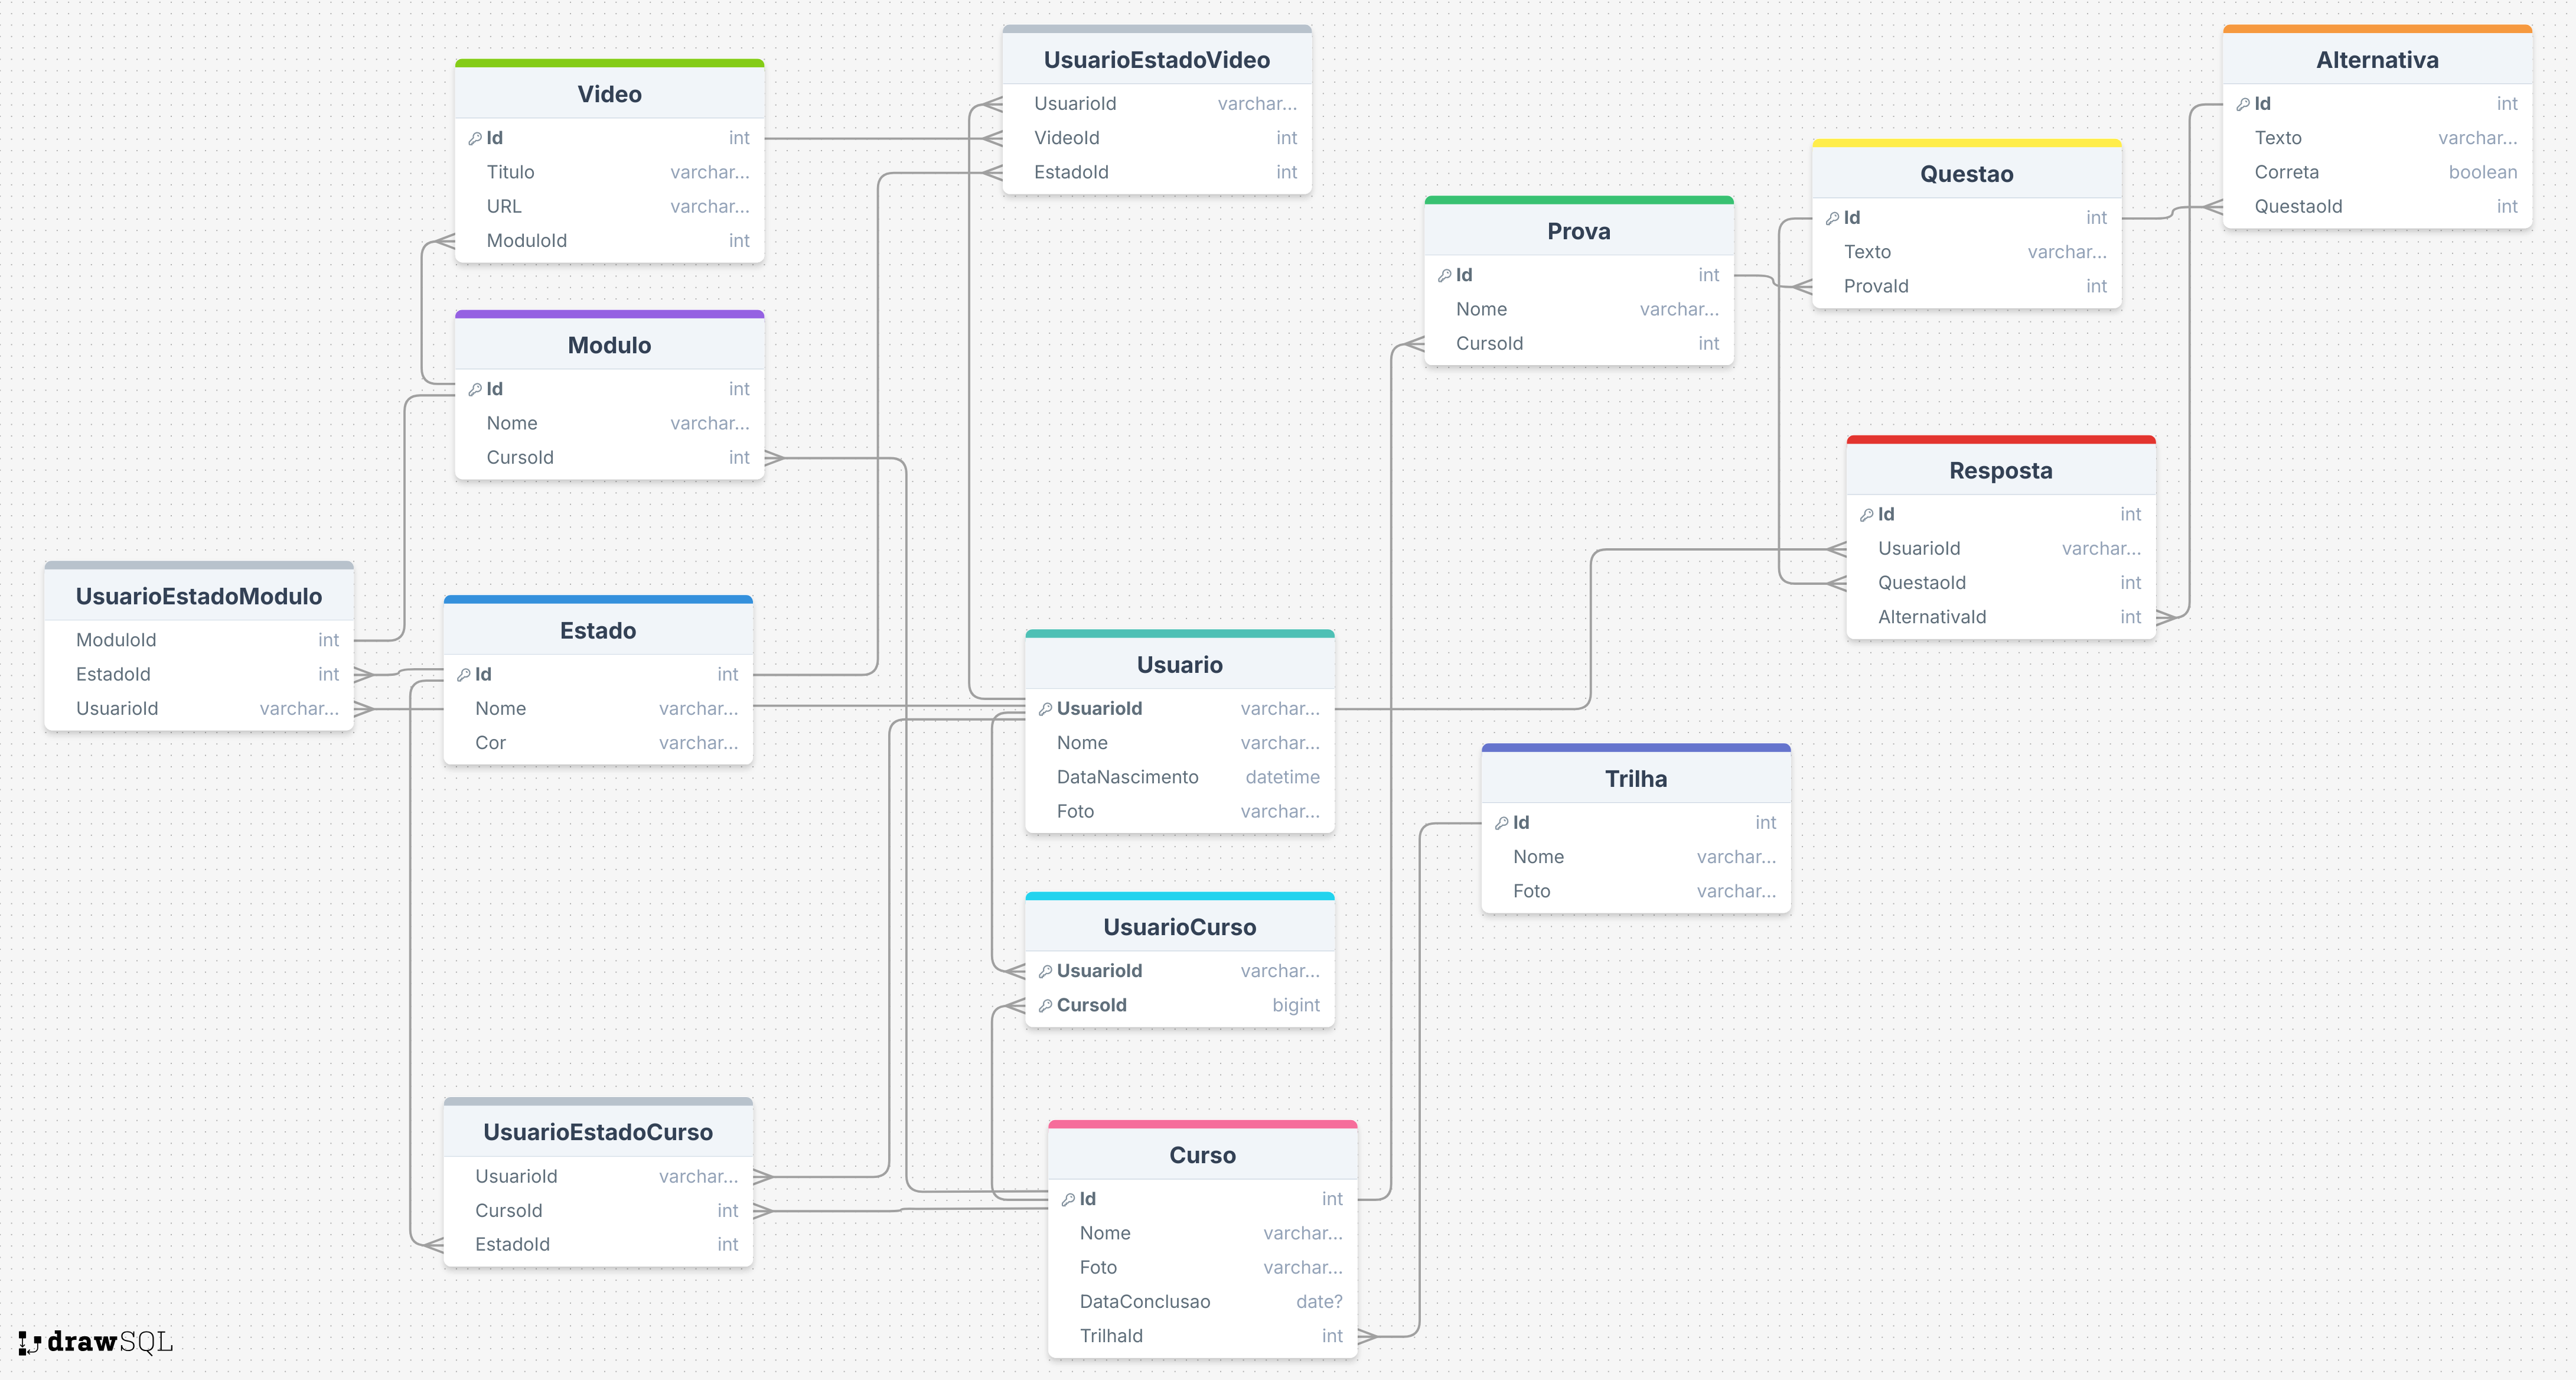 Video
Id int
Titulo varchar...
URL varchar...
ModuloId int
Modulo
Id int
Nome varchar...
CursoId int
UsuarioEstadoModulo
ModuloId int
EstadoId int
UsuarioId varchar...
Estado
Id int
Nome varchar...
Cor varchar...
UsuarioEstadoCurso
UsuarioId varchar...
CursoId int
EstadoId int
UsuarioEstadoVideo
UsuarioId varchar...
VideoId int
EstadoId int
Usuario
UsuarioId varchar...
Nome varchar...
DataNascimento datetime
Foto varchar...
UsuarioCurso
UsuarioId varchar...
CursoId bigint
Curso
Id int
Nome varchar...
Foto varchar...
DataConclusao date?
TrilhaId int
Prova
Id int
Nome varchar...
CursoId int
Trilha
Id int
Nome varchar...
Foto varchar...
Questao
Id int
Texto varchar...
ProvaId int
Resposta
Id int
UsuarioId varchar...
QuestaoId int
AlternativaId int
Alternativa
Id int
Texto varchar...
Correta boolean
QuestaoId int
drawSQL